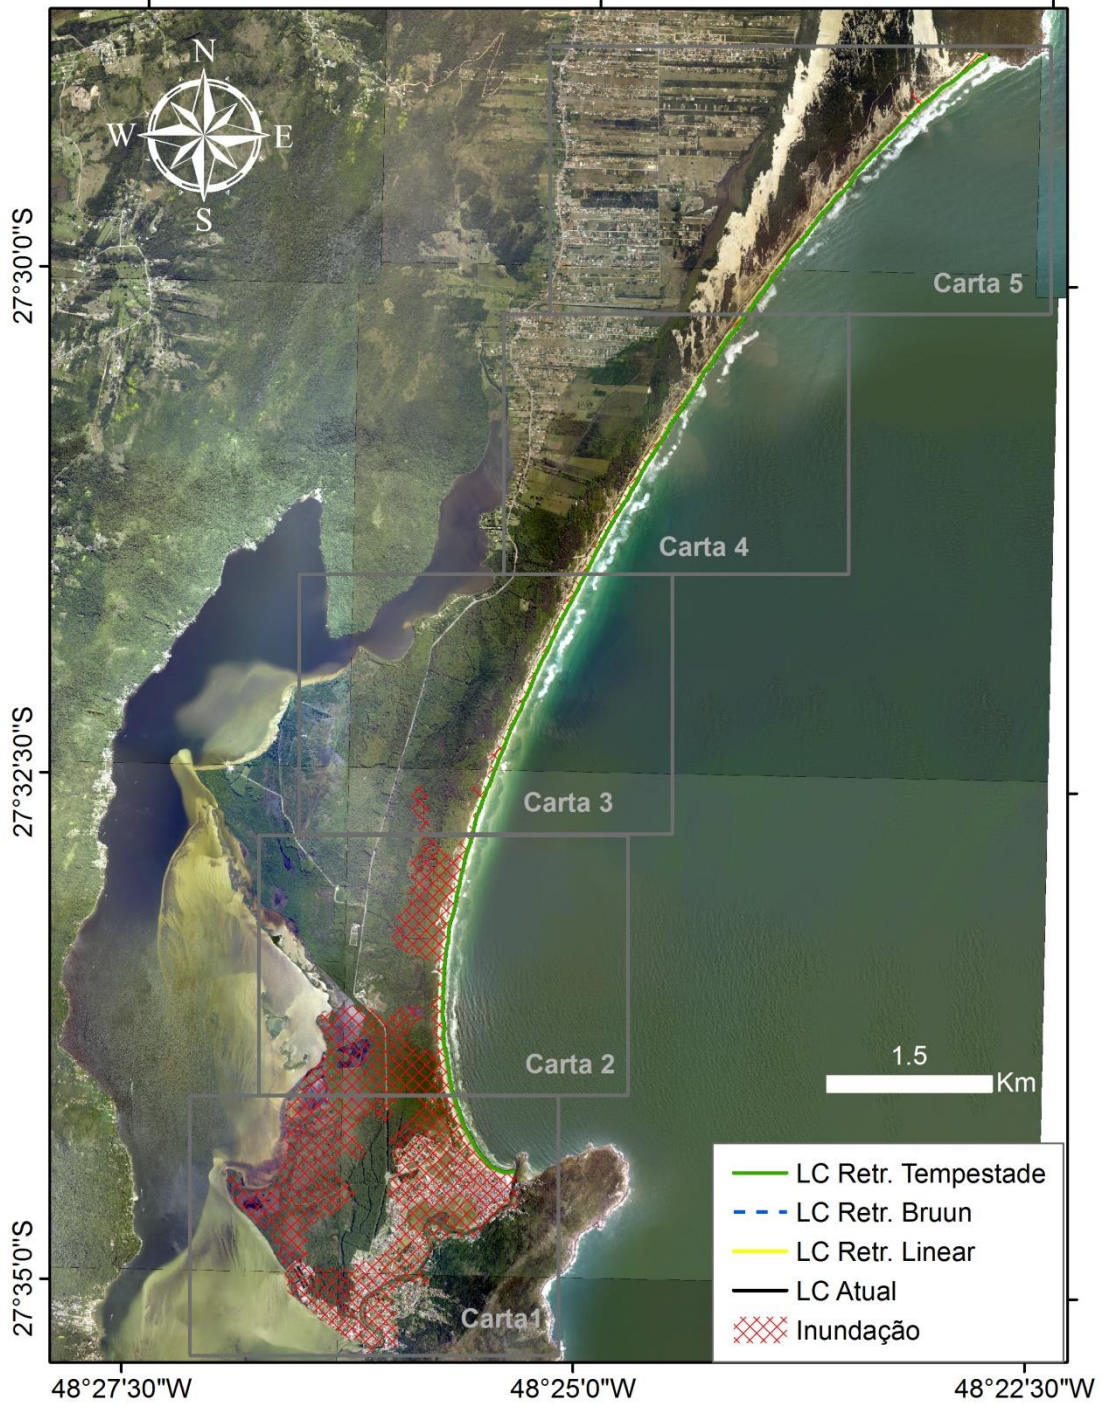 N
W E
S
27°30'0"S
Carta 5
Carta 4
27°32'30"S
Carta 3
Carta 2
1.5
Km
LC Retr. Tempestade
LC Retr. Bruun
LC Retr. Linear
LC Atual
Inundação
27°35'0"S
Carta1
48°27'30"W 48°25'0"W 48°22'30"W